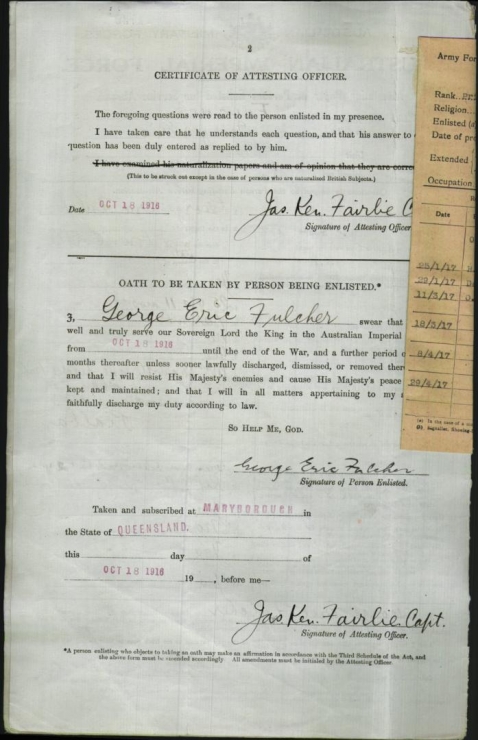 2
CERTIFICATE OF ATTESTING OFFICER.
The foregoing questions were read to the person enlisted in my presence.
I have taken care that he understands each question, and that his answer to
question has been duly entered as replied to by him.
I have examined his naturalization papers and am of opinion that they are corre
(This to be struck out except in the case of persons who are naturalized British Subjects.)
Date OCT 18 1916
Jas. Ken. Fairlie C
Signature of Attesting Officer
OATH TO BE TAKEN BY PERSON BEING ENLISTED.*
I, George Eric Fulcher swear that
well and truly serve our Sovereign Lord the King in the Australian Imperial
from OCT 18 1916 until the end of the War, and a further period o
months thereafter unless sooner lawfully discharged, dismissed, or removed ther
and that I will resist His Majesty's enemies and cause His Majesty's peace
kept and maintained; and that I will in all matters appertaining to my
faithfully discharge my duty according to law.
SO HELP ME, GOD.
George Eric Fulcher
Signature of Person Enlisted.
Taken and subscribed at MARYBOROUGH in
the State of QUEENSLAND.
this day of
OCT 18 1916 19 , before me—
Jas. Ken. Fairlie. Capt.
Signature of Attesting Officer.
*A person enlisting who objects to taking an oath may make an affirmation in accordance with the Third Schedule of the Act, and
the above form must be amended accordingly. All amendments must be initialed by the Attesting Officer.
Army For
Rank
Religion
Enlisted (a
Date of pr
Extended
Occupation
Date
25/1/17
29/1/17
11/3/17
18/3/17
8/4/17
29/4/17
(a) In the case of a